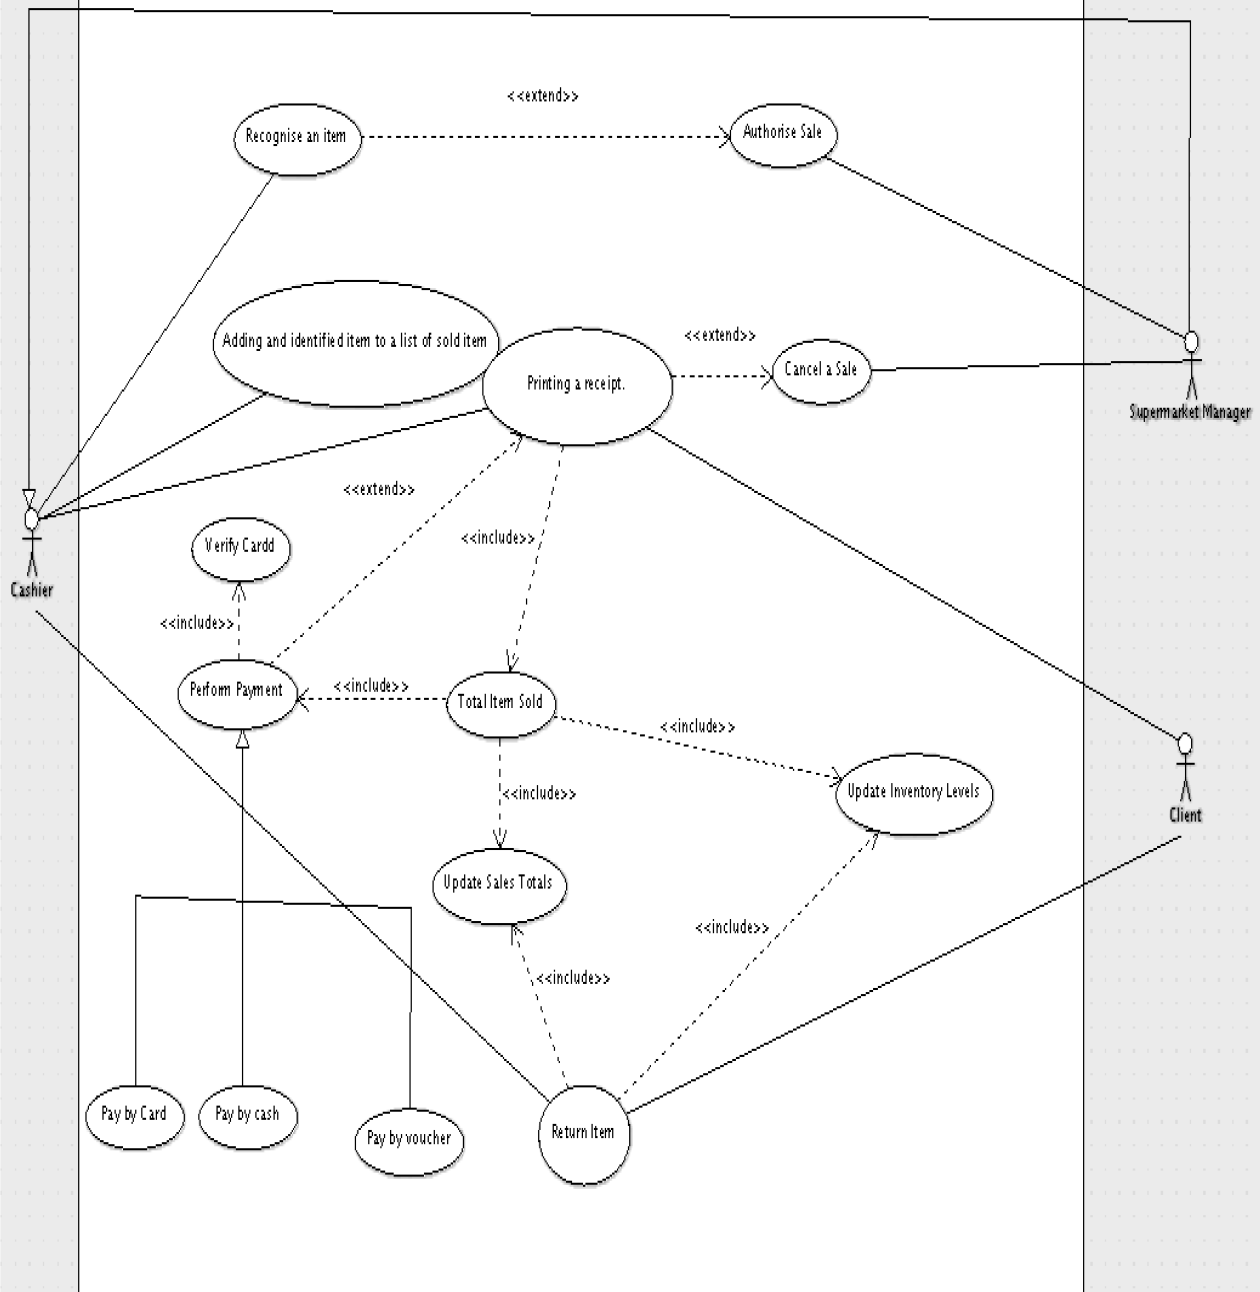 <<extend>>
Recognise an item
Authorise Sale
<<extend>>
Adding and identified item to a list of sold item
Cancel a Sale
Printing a receipt.
Supermarket Manager
<<extend>>
<<include>>
Verify Cardd
Cashier
<<include>>
Perform Payment
<<include>>
Total Item Sold
<<include>>
Update Inventory Levels
<<include>>
Client
Update Sales Totals
<<include>>
<<include>>
Pay by Card
Pay by cash
Pay by voucher
Return Item